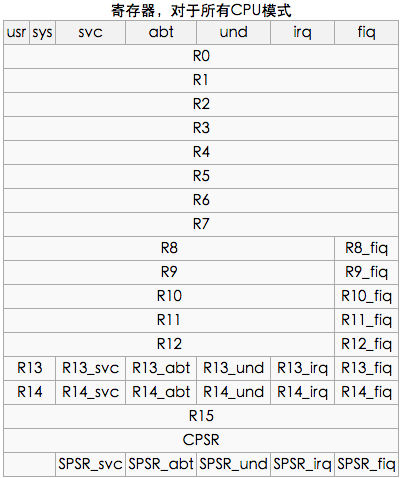 寄存器，对于所有CPU模式
usr sys svc abt und irq fiq
R0
R1
R2
R3
R4
R5
R6
R7
R8 R8_fiq
R9 R9_fiq
R10 R10_fiq
R11 R11_fiq
R12 R12_fiq
R13 R13_svc R13_abt R13_und R13_irq R13_fiq
R14 R14_svc R14_abt R14_und R14_irq R14_fiq
R15
CPSR
SPSR_svc SPSR_abt SPSR_und SPSR_irq SPSR_fiq